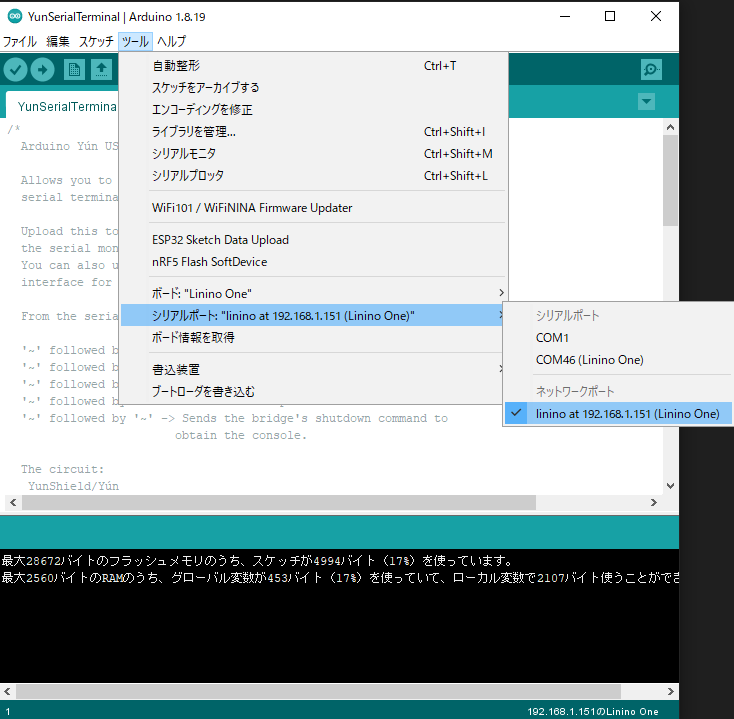 YunSerialTerminal | Arduino 1.8.19
ファイル 編集 スケッチ ツール ヘルプ
YunSerialTermina
自動整形 Ctrl+T
スケッチをアーカイブする
エンコーディングを修正
ライブラリを管理... Ctrl+Shift+I
シリアルモニタ Ctrl+Shift+M
シリアルプロッタ Ctrl+Shift+L
WiFi101 / WiFiNINA Firmware Updater
ESP32 Sketch Data Upload
nRF5 Flash SoftDevice
ボード: "Linino One"
シリアルポート: "linino at 192.168.1.151 (Linino One)"
ボード情報を取得
書込装置
ブートローダを書き込む
シリアルポート
COM1
COM46 (Linino One)
ネットワークポート
linino at 192.168.1.151 (Linino One)
/*
Arduino Yún US
Allows you to
serial termina
Upload this to
the serial mon
You can also u
interface for
From the seria
'~' followed b
'~' followed b
'~' followed b
'~' followed b
'~' followed by '~' -> Sends the bridge's shutdown command to
obtain the console.
The circuit:
YunShield/Yún
最大28672バイトのフラッシュメモリのうち、スケッチが4994バイト（17%）を使っています。
最大2560バイトのRAMのうち、グローバル変数が453バイト（17%）を使っていて、ローカル変数で2107バイト使うことができ
1 192.168.1.151のLinino One